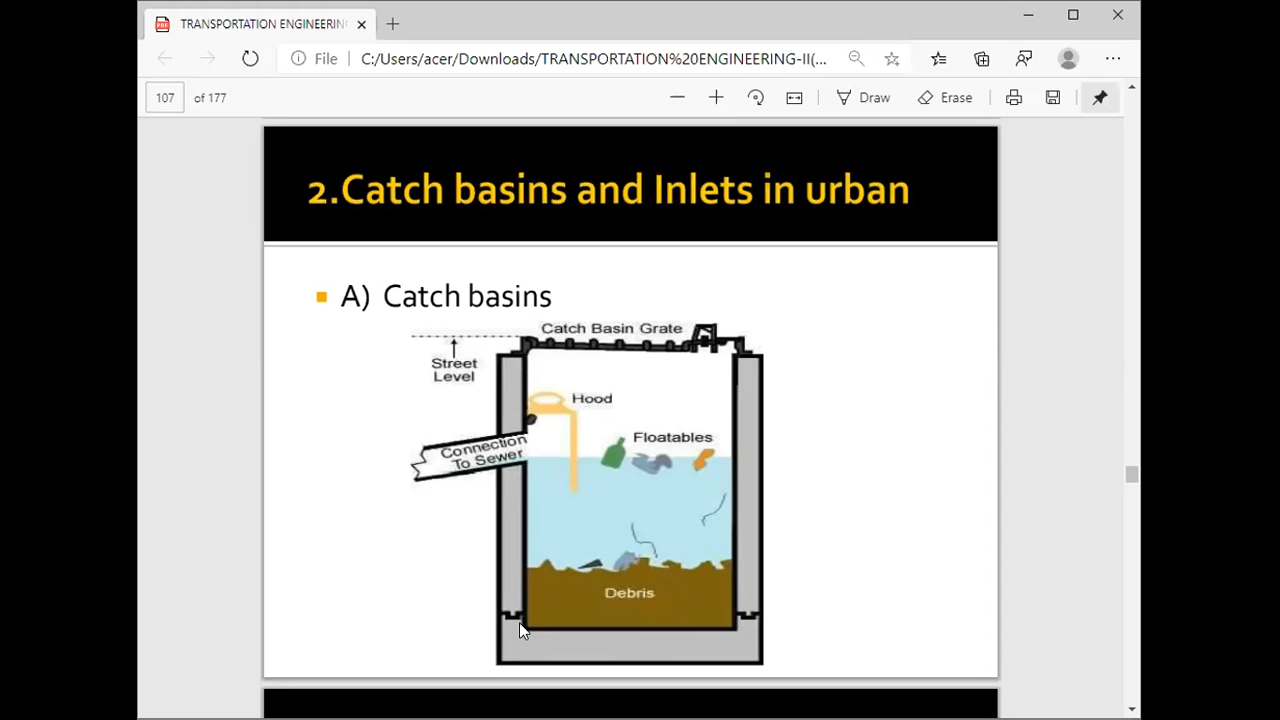 TRANSPORTATION ENGINEERIN
File C:/Users/acer/Downloads/TRANSPORTATION%20ENGINEERING-II(...
107 of 177
Draw
Erase
2.Catch basins and Inlets in urban
A) Catch basins
Catch Basin Grate
Street
Level
Hood
Floatables
Connection
To Sewer
Debris